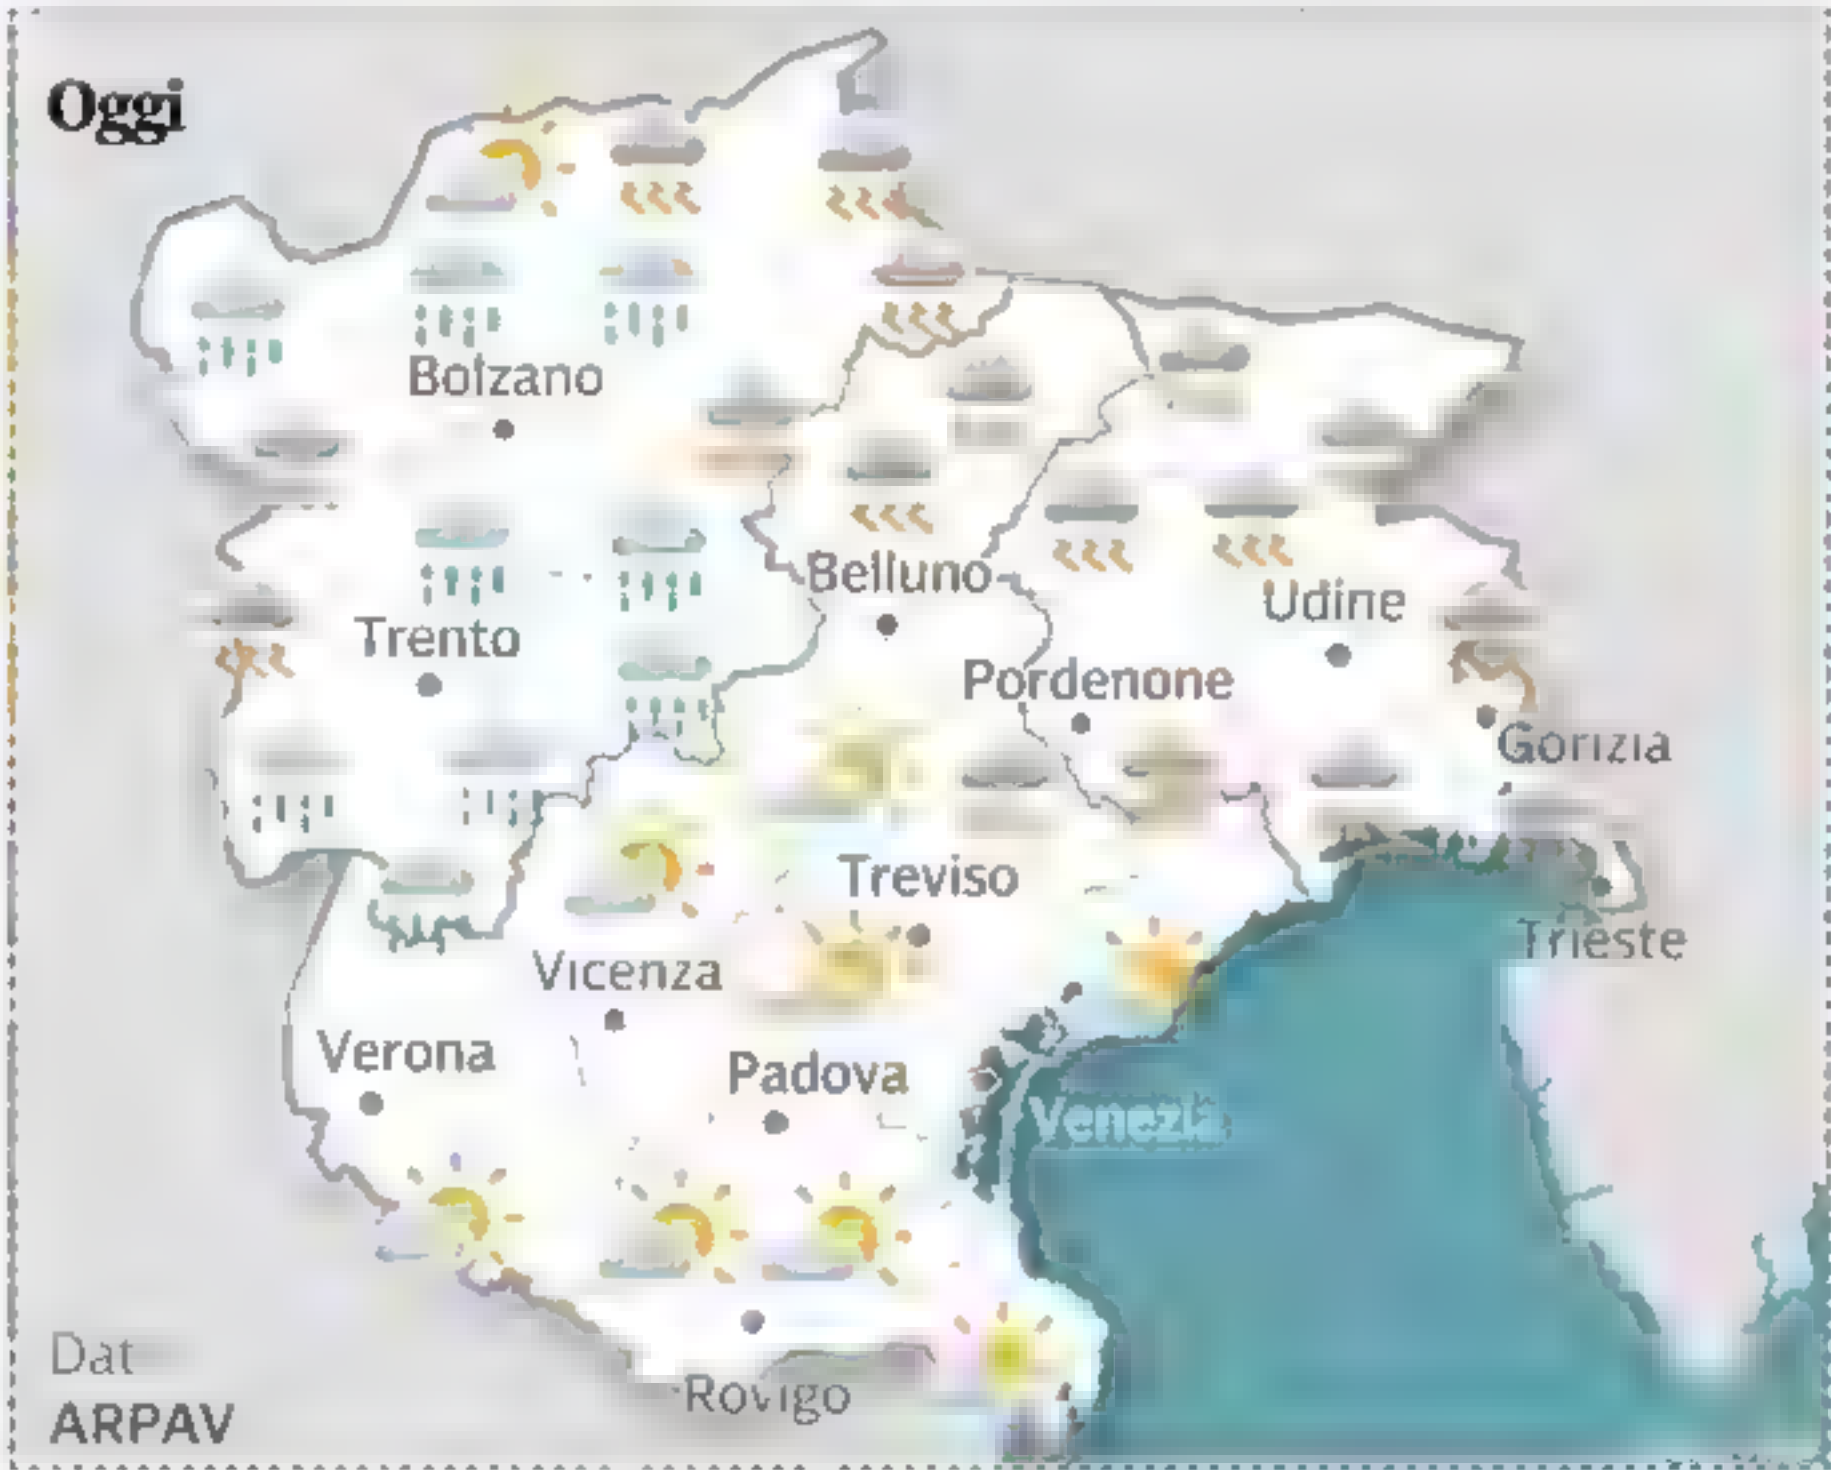 Oggi
Bolzano
Belluno
Udine
Trento
Pordenone
Gorizia
Treviso
Trieste
Vicenza
Verona
Padova
Venezia
Rovigo
Dat
ARPAV